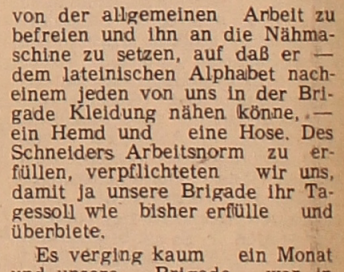 von der allgemeinen Arbeit zu
befreien und ihn an die Nähma-
schine zu setzen, auf daß er —
dem lateinischen Alphabet nach-
einem jeden von uns in der Bri-
gade Kleidung nähen könne, —
ein Hemd und eine Hose. Des
Schneiders Arbeitsnorm zu er-
füllen, verpflichteten wir uns,
damit ja unsere Brigade ihr Ta-
gessoll wie bisher erflülle und
überbiete.
Es verging kaum ein Monat